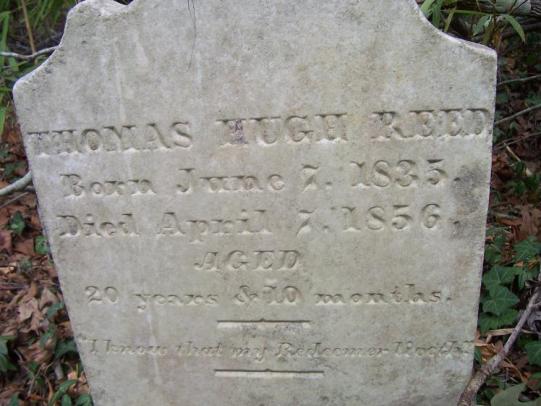 THOMAS HUGH REED
Born June 7. 1835.
Died April 7. 1856.
AGED
20 years & 10 months.
"I know that my Redeemer liveth"